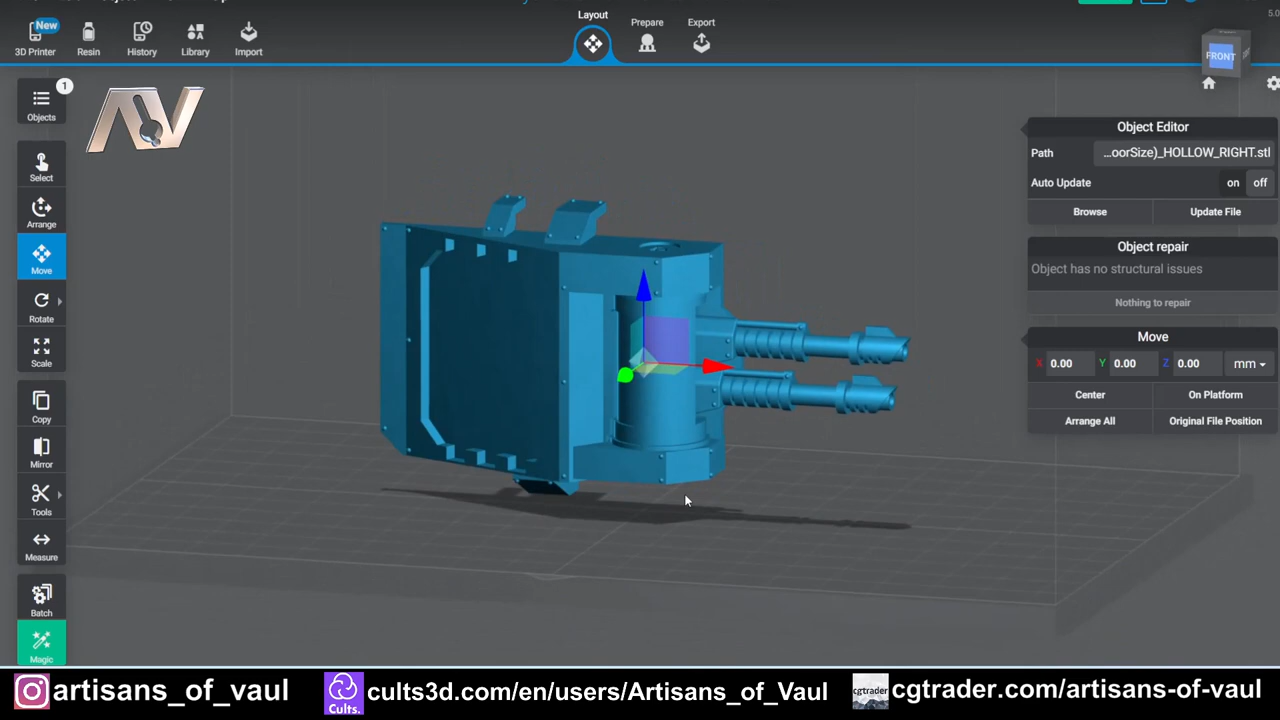 New
3D Printer
Resin
History
Library
Import
Layout
Prepare
Export
5.0
FRONT
1
Objects
Select
Arrange
Move
Rotate
Scale
Copy
Mirror
Tools
Measure
Batch
Magic
AV
Object Editor
Path
...oorSize)_HOLLOW_RIGHT.stl
Auto Update
on
off
Browse
Update File
Object repair
Object has no structural issues
Nothing to repair
Move
X 0.00 Y 0.00 Z 0.00 mm
Center
On Platform
Arrange All
Original File Position
artisans_of_vaul
Cults.
cults3d.com/en/users/Artisans_of_Vaul
cgtrader
cgtrader.com/artisans-of-vaul